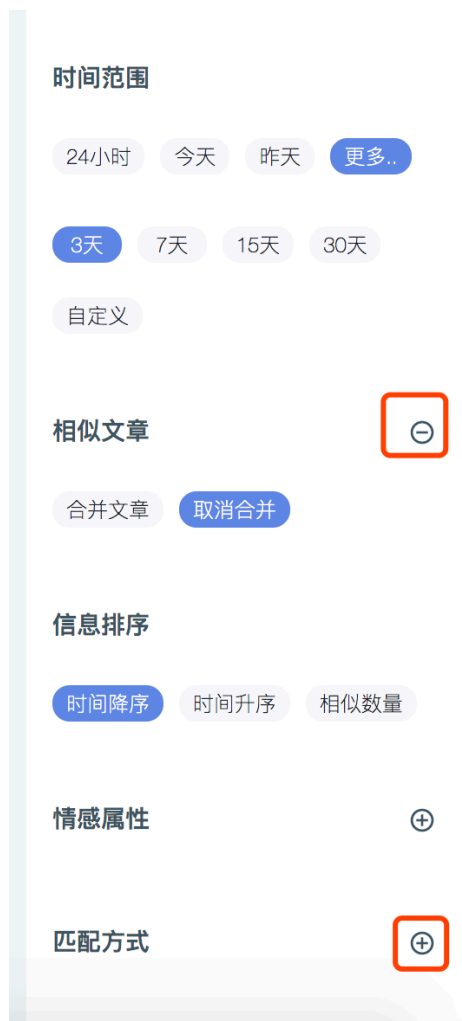 时间范围
24小时 今天 昨天 更多..
3天 7天 15天 30天
自定义
相似文章
合并文章 取消合并
信息排序
时间降序 时间升序 相似数量
情感属性
匹配方式